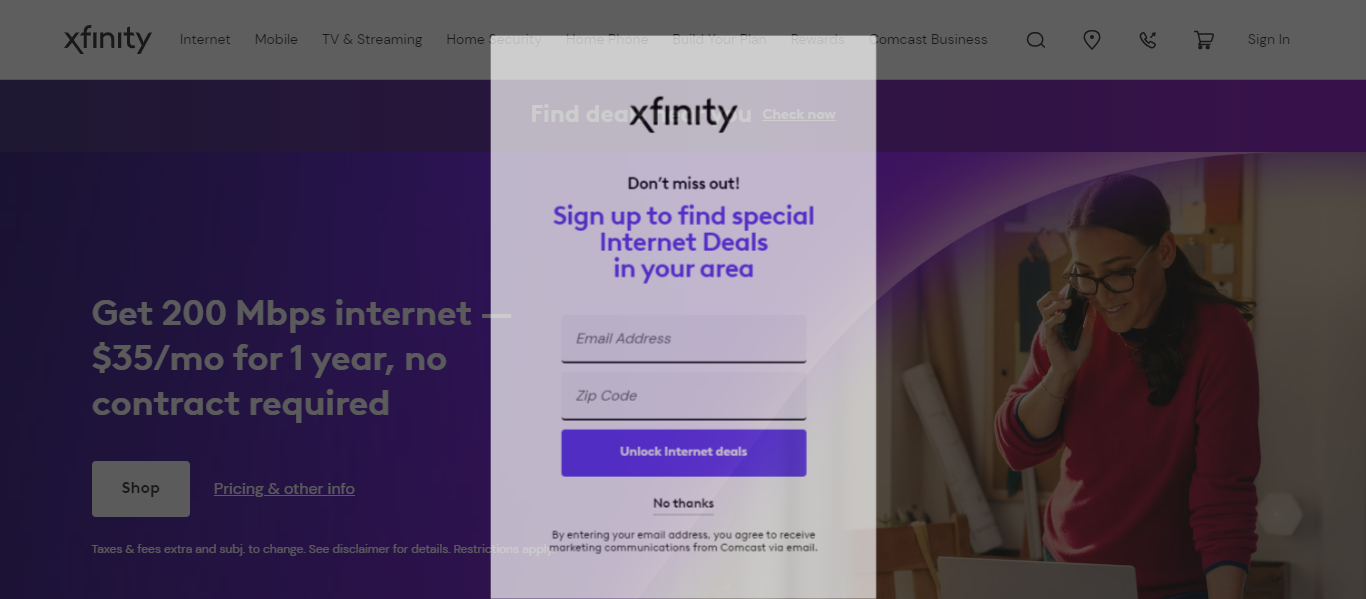 xfinity
Internet Mobile TV & Streaming Home Security Home Phone Build Your Plan Rewards Comcast Business Sign In
Find deals near you Check now
xfinity
Don't miss out!
Sign up to find special
Internet Deals
in your area
Email Address
Zip Code
Unlock Internet deals
No thanks
By entering your email address, you agree to receive
marketing communications from Comcast via email.
Get 200 Mbps internet —
$35/mo for 1 year, no
contract required
Shop Pricing & other info
Taxes & fees extra and subj. to change. See disclaimer for details. Restrictions apply.